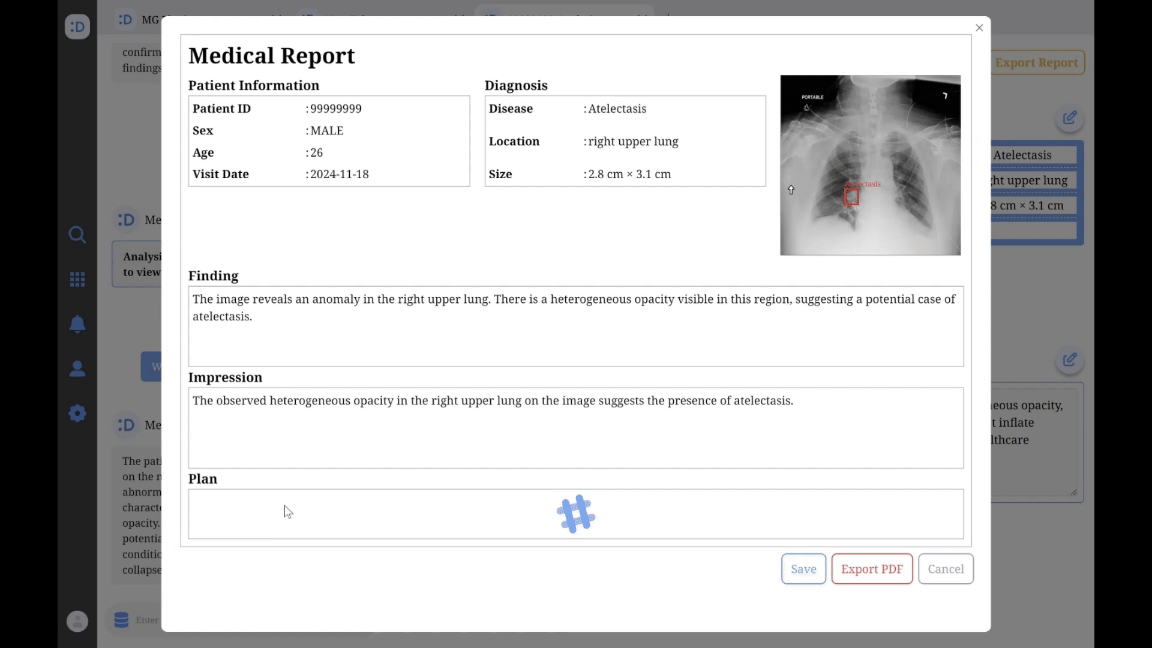 :D
:D MG
confirm
findings
Export Report
×
Medical Report
Patient Information
Patient ID :99999999
Sex :MALE
Age :26
Visit Date :2024-11-18
Diagnosis
Disease :Atelectasis
Location :right upper lung
Size :2.8 cm × 3.1 cm
PORTABLE
Atelectasis
ght upper lung
8 cm × 3.1 cm
:D Me
Analysi
to view
Finding
The image reveals an anomaly in the right upper lung. There is a heterogeneous opacity visible in this region, suggesting a potential case of
atelectasis.
W
Impression
The observed heterogeneous opacity in the right upper lung on the image suggests the presence of atelectasis.
eous opacity,
t inflate
lthcare
:D Me
The pati
on the r
abnorm
characte
opacity.
potentia
conditio
collapse
Plan
Save
Export PDF
Cancel
Enter